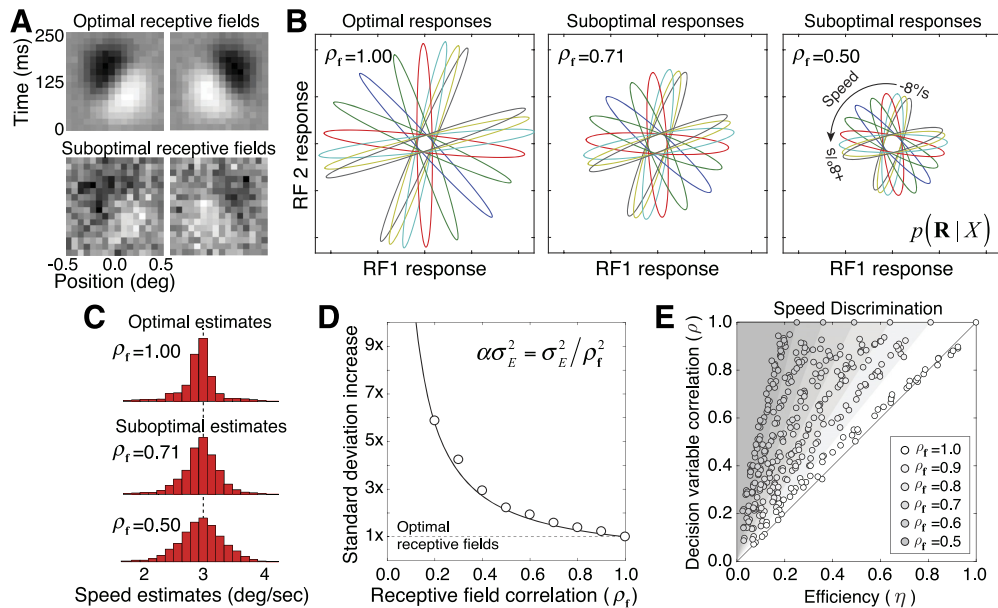 A
Optimal receptive fields
Time (ms)
250
125
0
Suboptimal receptive fields
-0.5
0.0
0.5
Position (deg)
B
Optimal responses
Suboptimal responses
Suboptimal responses
ρf=1.00
ρf=0.71
ρf=0.50
Speed
-8°/s
+8°/s
p(R | X)
RF 2 response
RF1 response
RF1 response
RF1 response
C
Optimal estimates
ρf=1.00
Suboptimal estimates
ρf=0.71
ρf=0.50
2
3
4
Speed estimates (deg/sec)
D
Standard deviation increase
9x
7x
5x
3x
1x
ασ_E^2 = σ_E^2/ρ_f^2
Optimal
receptive fields
0.0
0.2
0.4
0.6
0.8
1.0
Receptive field correlation (ρf)
E
Speed Discrimination
Decision variable correlation (ρ)
1.0
0.8
0.6
0.4
0.2
0.0
ρf=1.0
ρf=0.9
ρf=0.8
ρf=0.7
ρf=0.6
ρf=0.5
0.0
0.2
0.4
0.6
0.8
1.0
Efficiency (η)